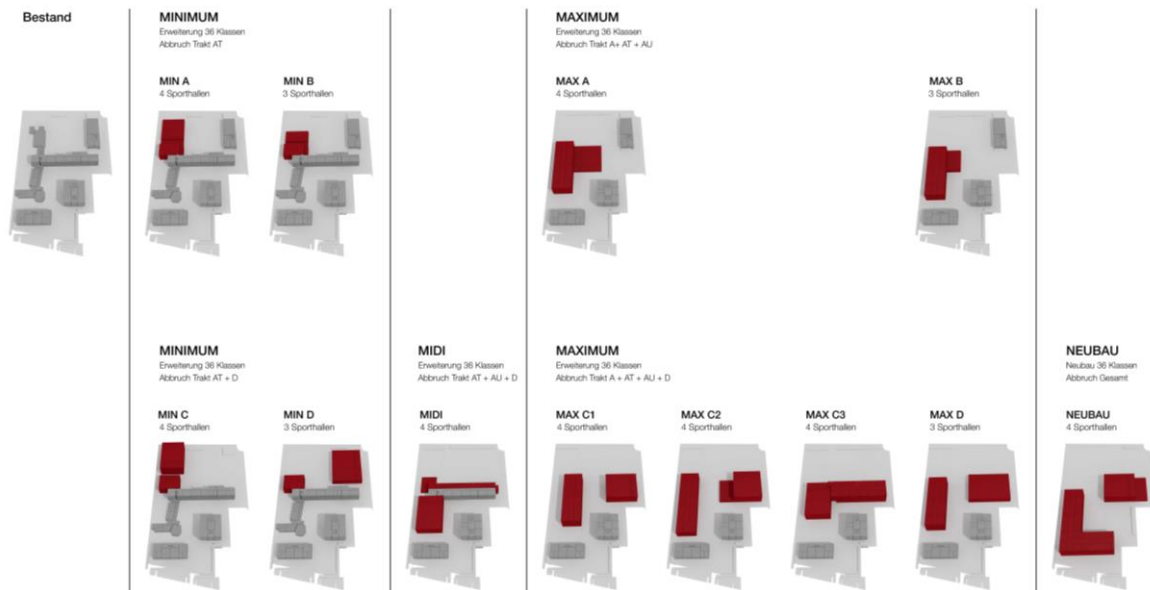 Bestand
MINIMUM
Erweiterung 36 Klassen
Abbruch Trakt AT
MIN A
4 Sporthallen
MIN B
3 Sporthallen
MAXIMUM
Erweiterung 36 Klassen
Abbruch Trakt A+ AT + AU
MAX A
4 Sporthallen
MAX B
3 Sporthallen
MINIMUM
Erweiterung 36 Klassen
Abbruch Trakt AT + D
MIN C
4 Sporthallen
MIN D
3 Sporthallen
MIDI
Erweiterung 36 Klassen
Abbruch Trakt AT + AU + D
MIDI
4 Sporthallen
MAXIMUM
Erweiterung 36 Klassen
Abbruch Trakt A + AT + AU + D
MAX C1
4 Sporthallen
MAX C2
4 Sporthallen
MAX C3
4 Sporthallen
MAX D
3 Sporthallen
NEUBAU
Neubau 36 Klassen
Abbruch Gesamt
NEUBAU
4 Sporthallen